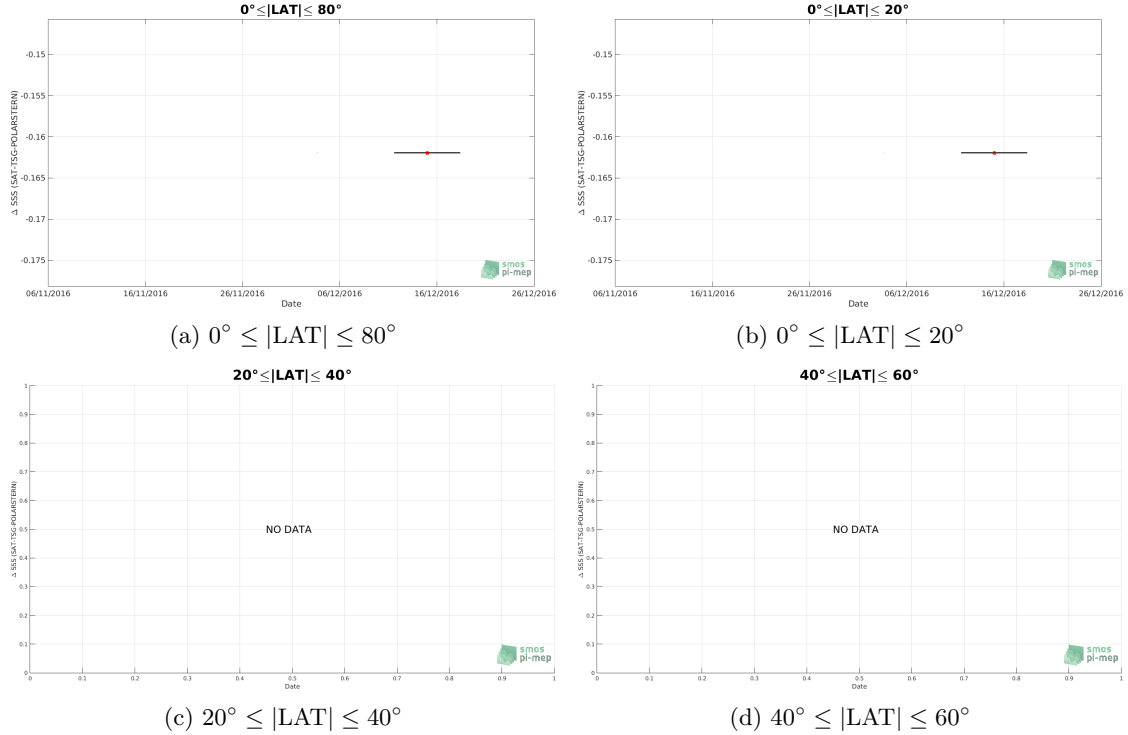 0°≤|LAT|≤ 80°
Δ SSS (SAT-TSG-POLARSTERN)
-0.15
-0.155
-0.16
-0.165
-0.17
-0.175
06/11/2016 16/11/2016 26/11/2016 06/12/2016 16/12/2016 26/12/2016
Date
smos
pi-mep
(a) 0° ≤ |LAT| ≤ 80°
0°≤|LAT|≤ 20°
Δ SSS (SAT-TSG-POLARSTERN)
-0.15
-0.155
-0.16
-0.165
-0.17
-0.175
06/11/2016 16/11/2016 26/11/2016 06/12/2016 16/12/2016 26/12/2016
Date
smos
pi-mep
(b) 0° ≤ |LAT| ≤ 20°
20°≤|LAT|≤ 40°
Δ SSS (SAT-TSG-POLARSTERN)
1
0.9
0.8
0.7
0.6
0.5
0.4
0.3
0.2
0.1
0
NO DATA
0 0.1 0.2 0.3 0.4 0.5 0.6 0.7 0.8 0.9 1
Date
smos
pi-mep
(c) 20° ≤ |LAT| ≤ 40°
40°≤|LAT|≤ 60°
Δ SSS (SAT-TSG-POLARSTERN)
1
0.9
0.8
0.7
0.6
0.5
0.4
0.3
0.2
0.1
0
NO DATA
0 0.1 0.2 0.3 0.4 0.5 0.6 0.7 0.8 0.9 1
Date
smos
pi-mep
(d) 40° ≤ |LAT| ≤ 60°